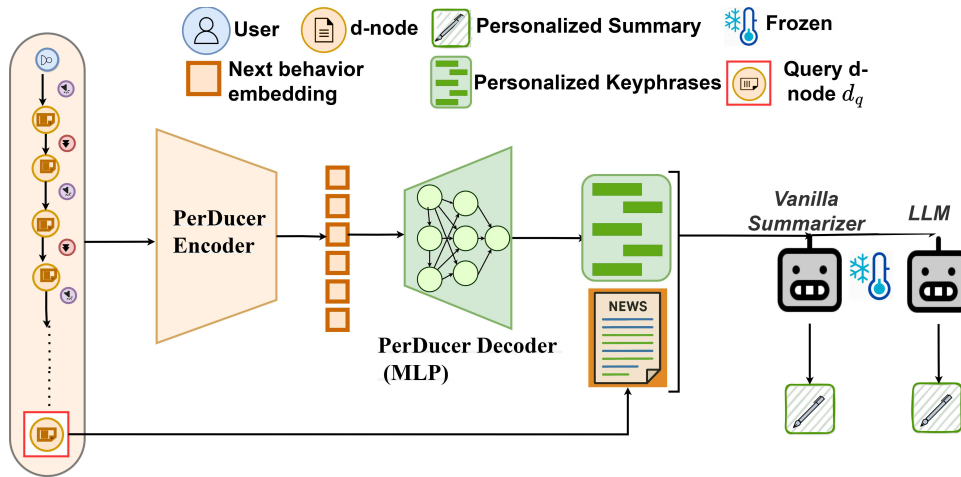 User
d-node
Personalized Summary
Frozen
Next behavior
embedding
Personalized Keyphrases
Query d-
node d_q
PerDucer
Encoder
Vanilla
Summarizer
LLM
NEWS
PerDucer Decoder
(MLP)